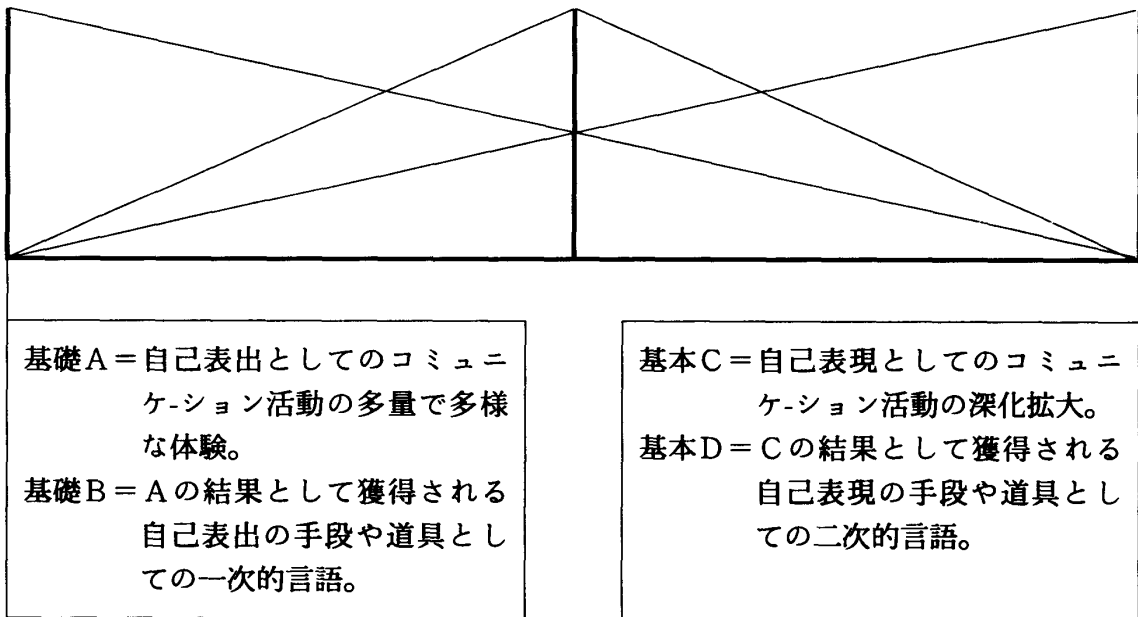 基礎A＝自己表出としてのコミュニ
ケ-ション活動の多量で多様
な体験。
基礎B＝Aの結果として獲得される
自己表出の手段や道具とし
ての一次的言語。
基本C＝自己表現としてのコミュニ
ケ-ション活動の深化拡大。
基本D＝Cの結果として獲得される
自己表現の手段や道具とし
ての二次的言語。